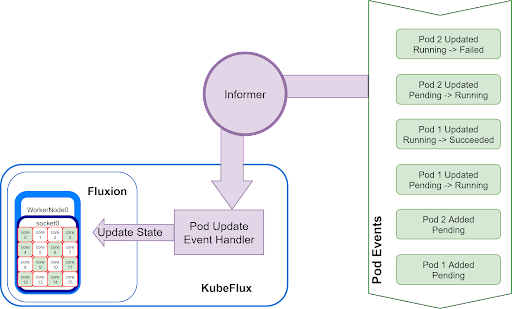 Pod 2 Updated
Running -> Failed
Pod 2 Updated
Pending -> Running
Informer
Pod 1 Updated
Running -> Succeeded
Pod 1 Updated
Pending -> Running
Pod 2 Added
Pending
Pod 1 Added
Pending
Pod Events
Fluxion
WorkerNode0
socket0
core core core core
0 1 2 3
core core core core
4 5 6 7
core core core core
8 9 10 11
core core core core
12 13 14 15
Update State
Pod Update
Event Handler
KubeFlux